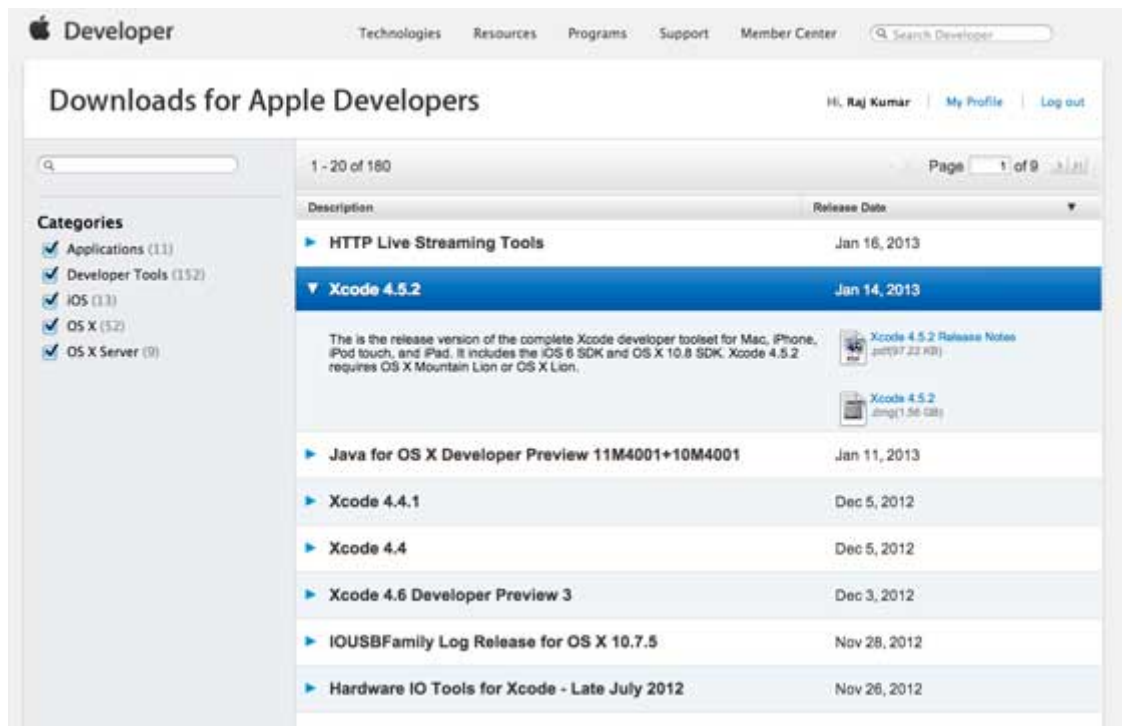 Developer
Technologies Resources Programs Support Member Center Search Developer
Downloads for Apple Developers
Hi, Raj Kumar My Profile Log out
1 - 20 of 180
Page 1 of 9
Description Release Date
Categories
Applications (11)
Developer Tools (152)
iOS (13)
OS X (52)
OS X Server (9)
HTTP Live Streaming Tools Jan 16, 2013
Xcode 4.5.2 Jan 14, 2013
The is the release version of the complete Xcode developer toolset for Mac, iPhone,
iPod touch, and iPad. It includes the iOS 6 SDK and OS X 10.8 SDK. Xcode 4.5.2
requires OS X Mountain Lion or OS X Lion.
Xcode 4.5.2 Release Notes
.pdf(97.22 KB)
Xcode 4.5.2
.dmg(1.56 GB)
Java for OS X Developer Preview 11M4001+10M4001 Jan 11, 2013
Xcode 4.4.1 Dec 5, 2012
Xcode 4.4 Dec 5, 2012
Xcode 4.6 Developer Preview 3 Dec 3, 2012
IOUSBFamily Log Release for OS X 10.7.5 Nov 28, 2012
Hardware IO Tools for Xcode - Late July 2012 Nov 26, 2012